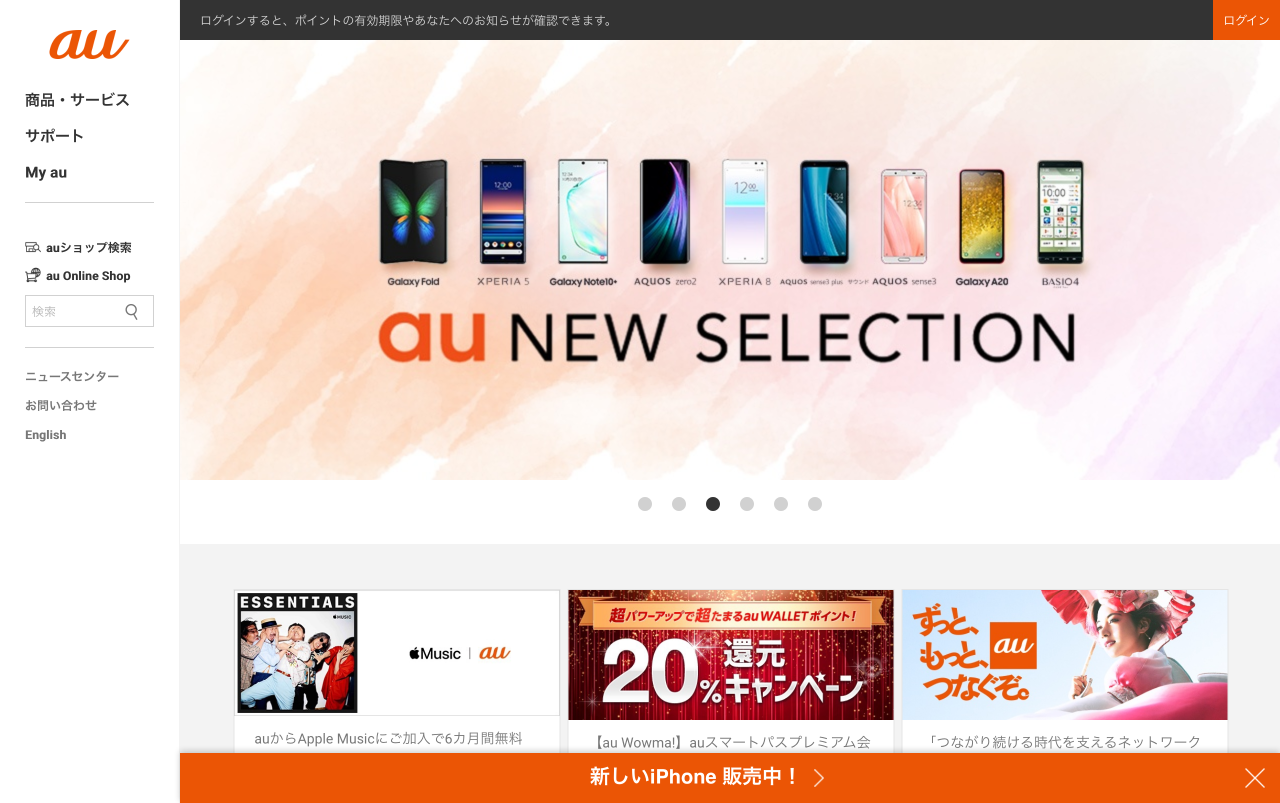 au
商品・サービス
サポート
My au
auショップ検索
au Online Shop
検索
ニュースセンター
お問い合わせ
English
ログインすると、ポイントの有効期限やあなたへのお知らせが確認できます。
ログイン
Galaxy Fold
XPERIA 5
Galaxy Note10+
AQUOS zero2
XPERIA 8
AQUOS sense3 plus サウンド
AQUOS sense3
Galaxy A20
BASIO4
au NEW SELECTION
ESSENTIALS
Music
Music | au
auからApple Musicにご加入で6カ月間無料
超パワーアップで超たまるau WALLETポイント!
20%還元キャンペーン
【au Wowma!】auスマートパスプレミアム会
ずっと、
もっと、
つなぐぞ。
au
「つながり続ける時代を支えるネットワーク
新しいiPhone 販売中！